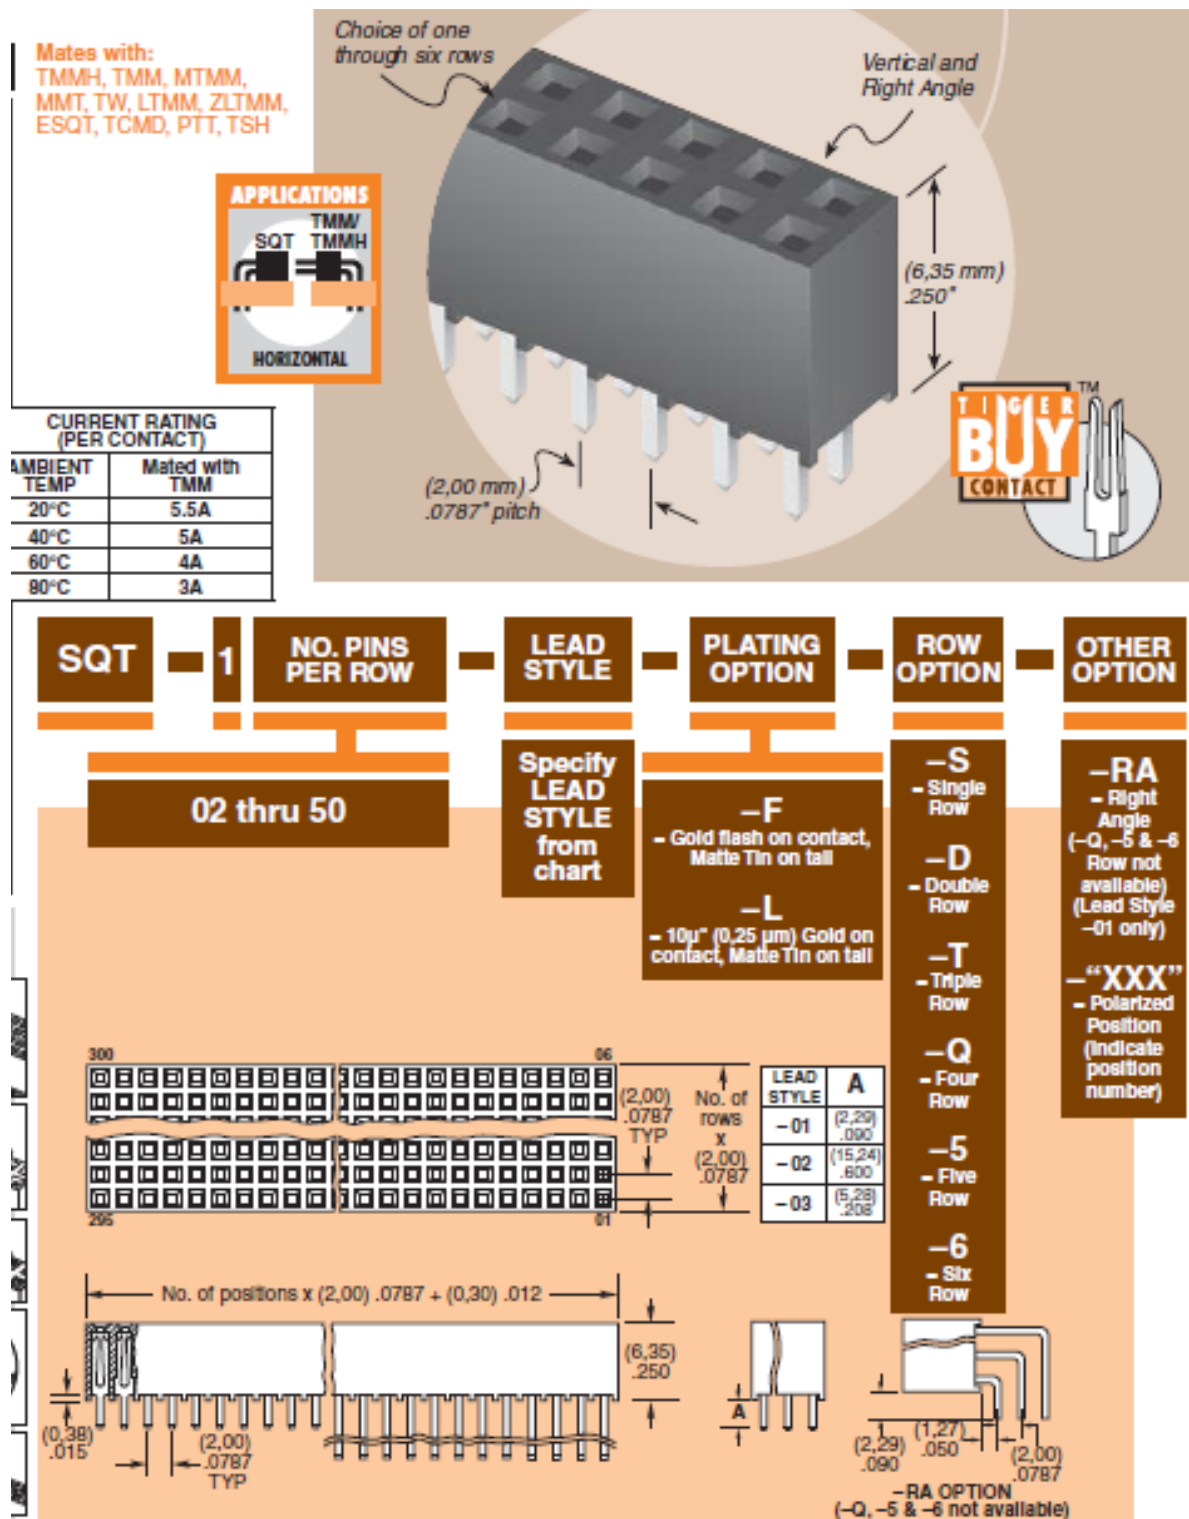 Mates with:
TMMH, TMM, MTMM,
MMT, TW, LTMM, ZLTMM,
ESQT, TCMD, PTT, TSH
Choice of one
through six rows
Vertical and
Right Angle
(6,35 mm)
.250"
(2,00 mm)
.0787" pitch
APPLICATIONS
SQT
TMM/
TMMH
HORIZONTAL
TIGER
BUY
CONTACT
TM
CURRENT RATING
(PER CONTACT)
AMBIENT
TEMP
Mated with
TMM
20°C 5.5A
40°C 5A
60°C 4A
80°C 3A
SQT
1
NO. PINS
PER ROW
LEAD
STYLE
PLATING
OPTION
ROW
OPTION
OTHER
OPTION
02 thru 50
Specify
LEAD
STYLE
from
chart
–F
– Gold flash on contact,
Matte Tin on tail
–L
– 10µ" (0,25 µm) Gold on
contact, Matte Tin on tail
–S
– Single
Row
–D
– Double
Row
–T
– Triple
Row
–Q
– Four
Row
–5
– Five
Row
–6
– Six
Row
–RA
– Right
Angle
(–Q, –5 & –6
Row not
available)
(Lead Style
–01 only)
–“XXX”
– Polarized
Position
(Indicate
position
number)
300
06
295
01
(2,00)
.0787
TYP
No. of
rows
x
(2,00)
.0787
LEAD
STYLE
A
–01 (2,29) .090
–02 (15,24) .600
–03 (5,28) .208
No. of positions x (2,00) .0787 + (0,30) .012
(6,35)
.250
(0,38)
.015
(2,00)
.0787
TYP
A
(2,29)
.090
(1,27)
.050
(2,00)
.0787
–RA OPTION
(–Q, –5 & –6 not available)